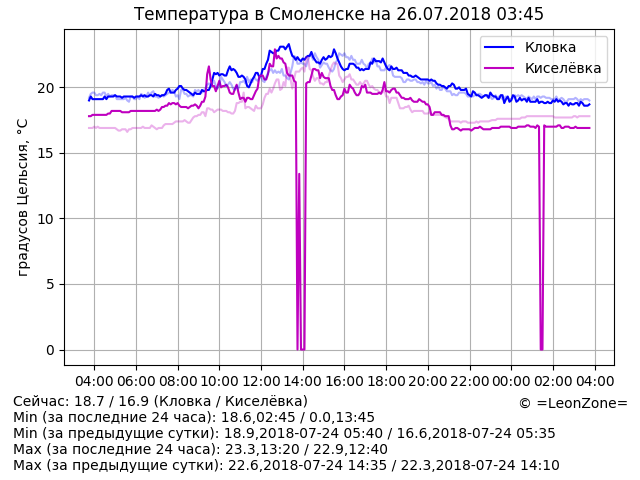 Температура в Смоленске на 26.07.2018 03:45
Кловка
Киселёвка
градусов Цельсия, °C
20
15
10
5
0
04:00 06:00 08:00 10:00 12:00 14:00 16:00 18:00 20:00 22:00 00:00 02:00 04:00
Сейчас: 18.7 / 16.9 (Кловка / Киселёвка)
© =LeonZone=
Min (за последние 24 часа): 18.6,02:45 / 0.0,13:45
Min (за предыдущие сутки): 18.9,2018-07-24 05:40 / 16.6,2018-07-24 05:35
Max (за последние 24 часа): 23.3,13:20 / 22.9,12:40
Max (за предыдущие сутки): 22.6,2018-07-24 14:35 / 22.3,2018-07-24 14:10